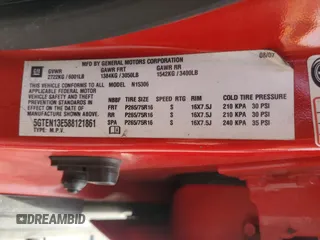 MFD BY GENERAL MOTORS CORPORATION
08/07
GM GVWR GAWR FRT GAWR RR
2722KG / 6001LB 1384KG / 3050LB 1542KG / 3400LB
THIS VEHICLE CONFORMS TO ALL MODEL N15306
APPLICABLE U.S. FEDERAL MOTOR
VEHICLE SAFETY STANDARDS
IN EFFECT ON THE DATE OF
MANUFACTURE SHOWN ABOVE
TIRE SIZE SPEED RTG RIM COLD TIRE PRESSURE
FRT P265/75R16 S 16X7.5J 210 KPA 30 PSI
RR P265/75R16 S 16X7.5J 210 KPA 30 PSI
SPA P265/75R16 S 16X7.5J 240 KPA 35 PSI
5GTEN13E588121861
TYPE: M.P.V.
DREAMBID